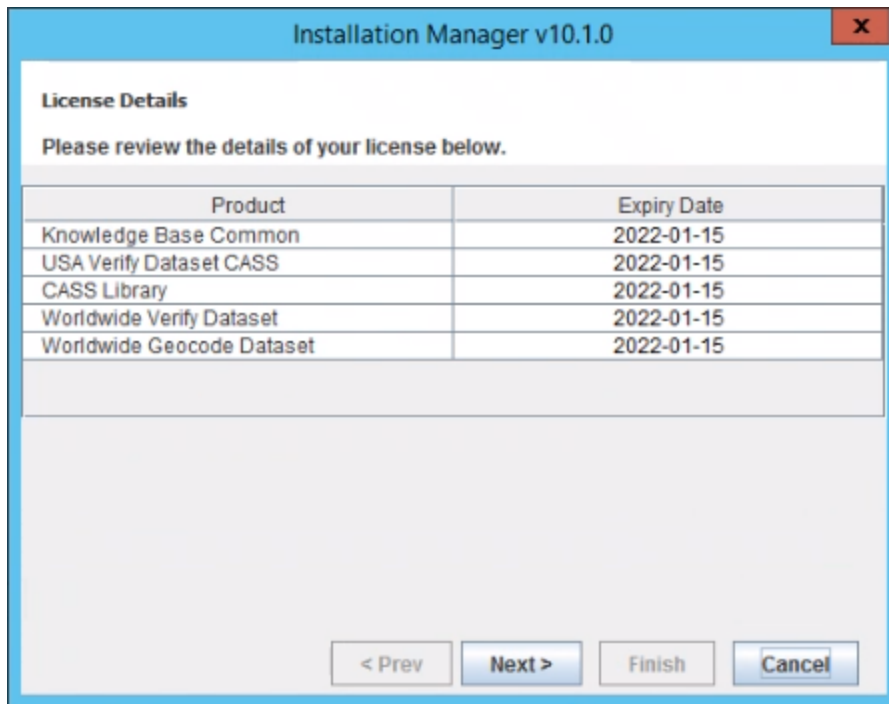 Installation Manager v10.1.0
x
License Details
Please review the details of your license below.
Product Expiry Date
Knowledge Base Common 2022-01-15
USA Verify Dataset CASS 2022-01-15
CASS Library 2022-01-15
Worldwide Verify Dataset 2022-01-15
Worldwide Geocode Dataset 2022-01-15
< Prev Next > Finish Cancel